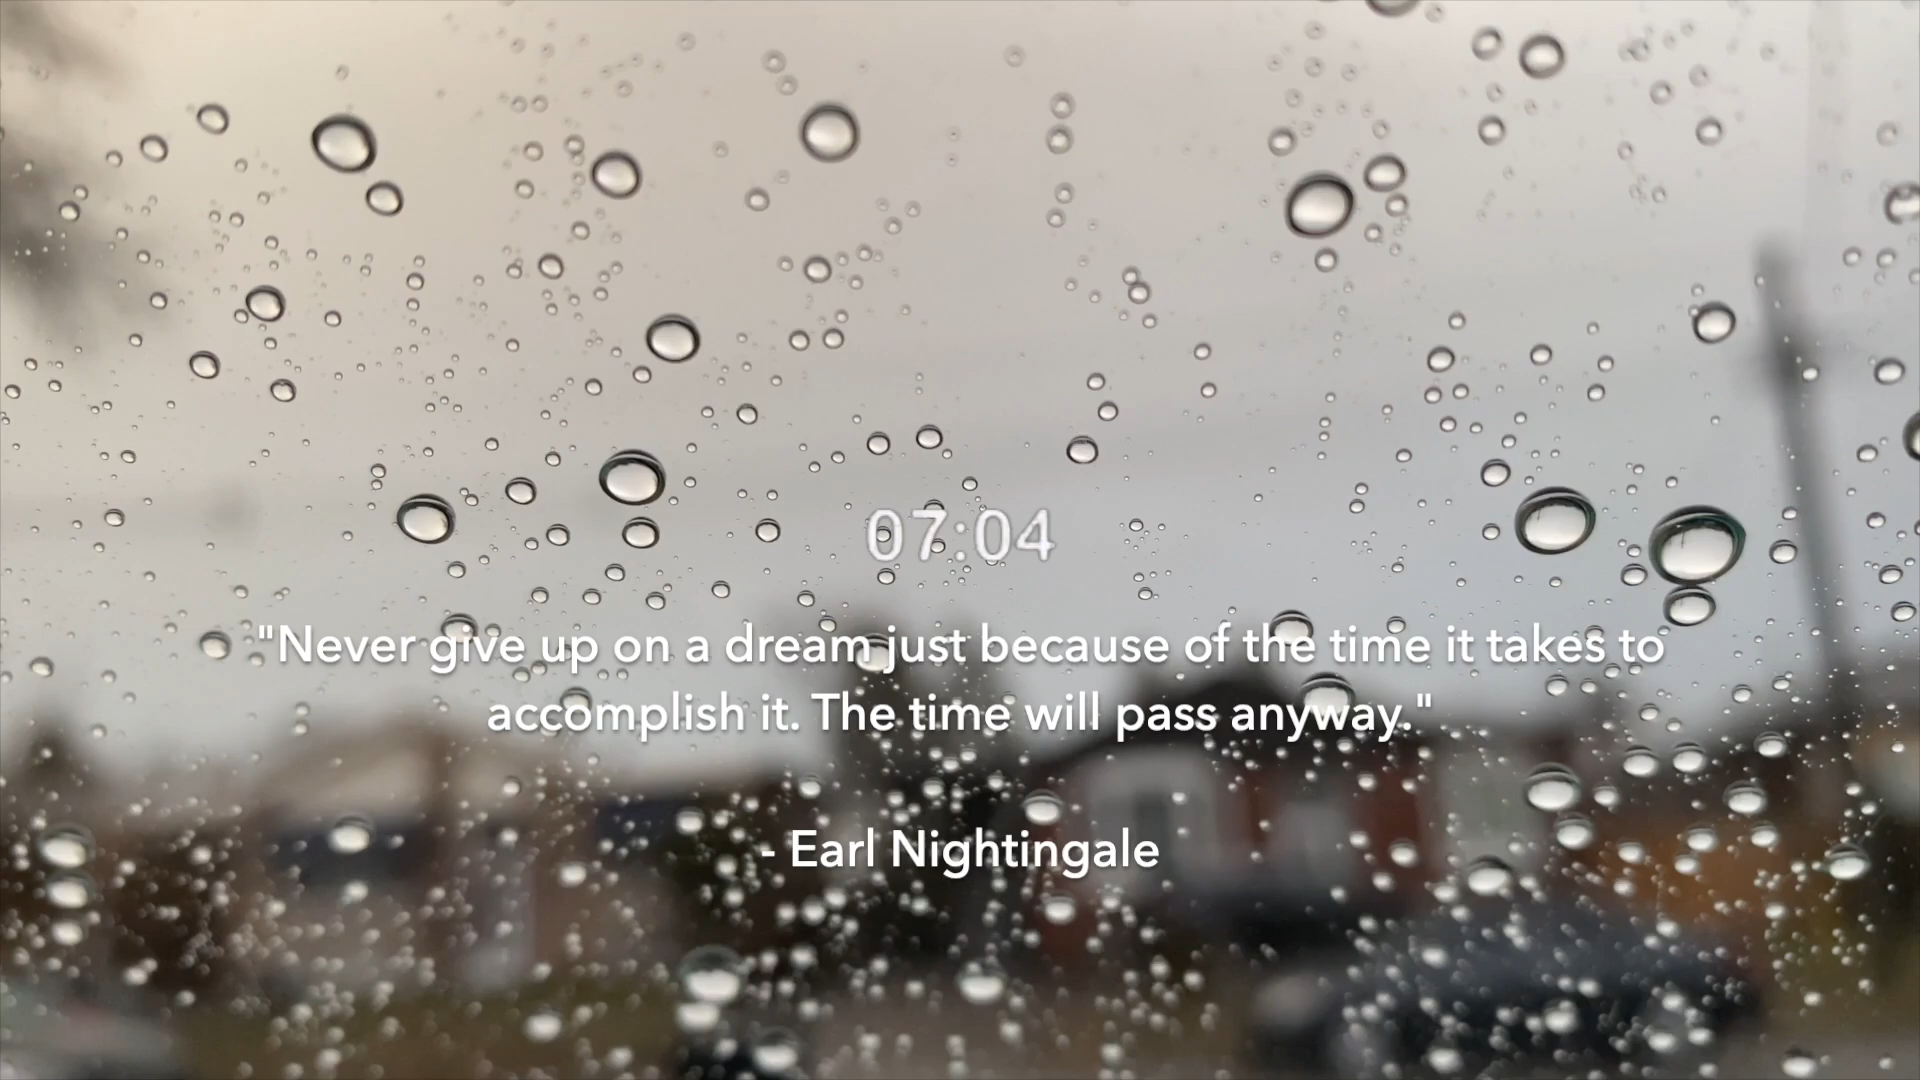 07:04
"Never give up on a dream just because of the time it takes to
accomplish it. The time will pass anyway."
- Earl Nightingale